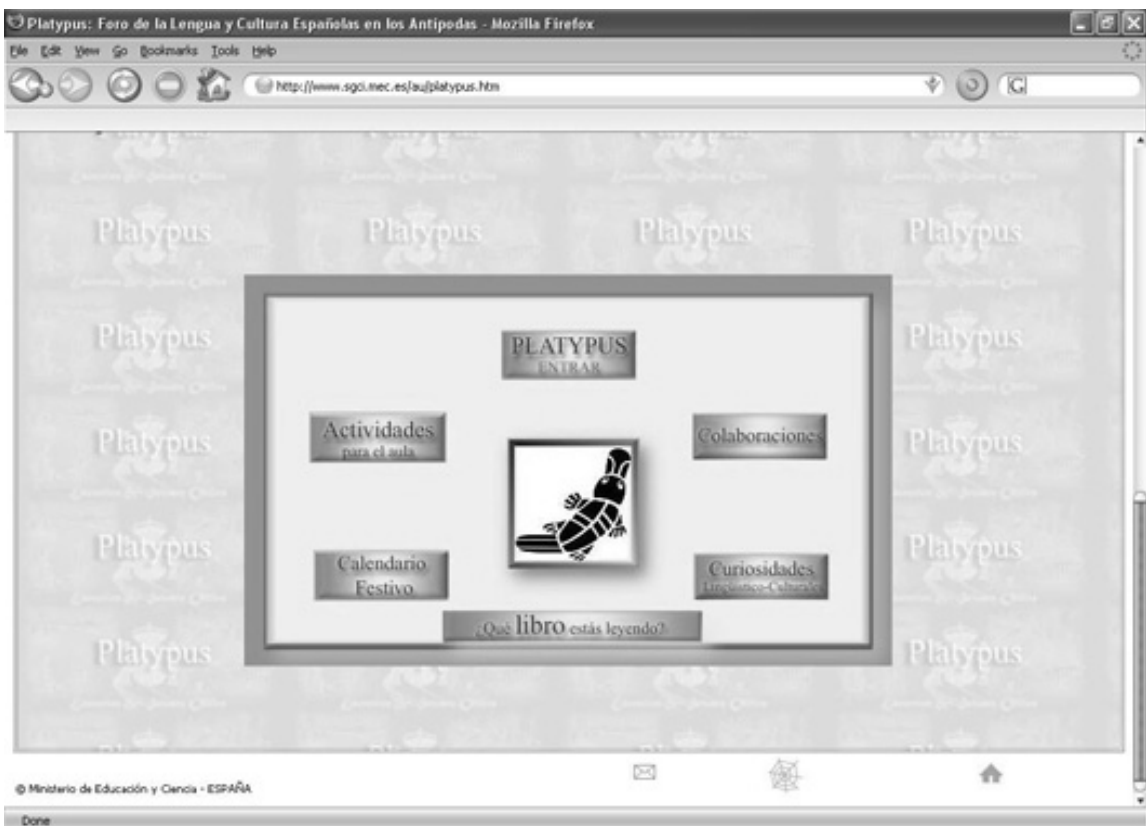 Platypus: Foro de la Lengua y Cultura Españolas en los Antípodas - Mozilla Firefox
File Edit View Go Bookmarks Tools Help
http://www.sgci.mec.es/au/platypus.htm
G
Platypus Platypus Platypus Platypus
Platypus Platypus
Platypus Platypus
Platypus Platypus
Platypus Platypus
PLATYPUS
ENTRAR
Actividades
para el aula
Colaboraciones
Calendario
Festivo
Curiosidades
Lingüístico-Culturales
¿Qué libro estás leyendo?
© Ministerio de Educación y Ciencia - ESPAÑA
Done